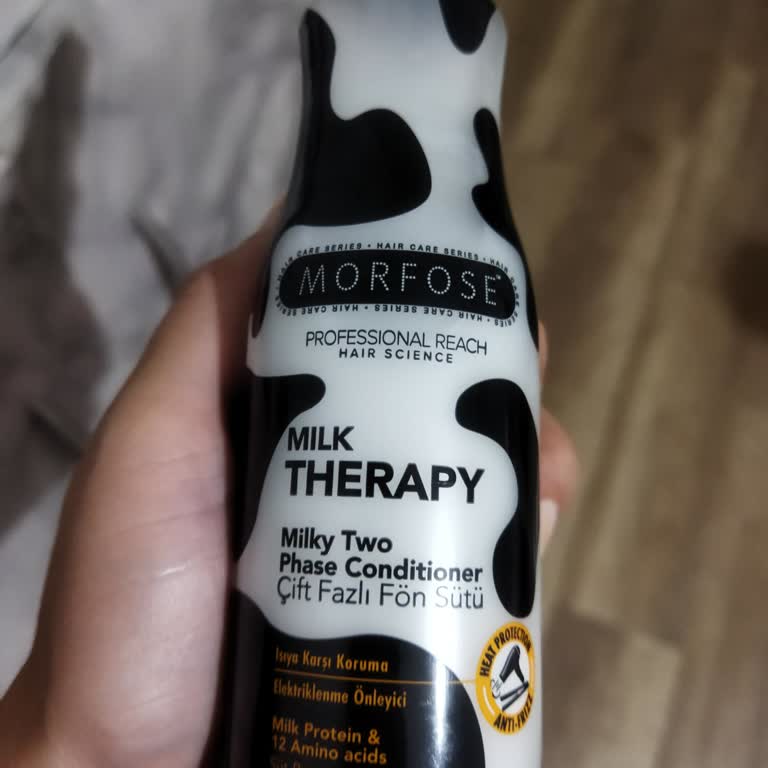 HAIR CARE SERIES • HAIR CARE SERIES • HAIR CARE SERIES
MORFOSE
HAIR CARE SERIES • HAIR CARE SERIES
PROFESSIONAL REACH
HAIR SCIENCE
MILK
THERAPY
Milky Two
Phase Conditioner
Çift Fazlı Fön Sütü
HEAT PROTECTION
ANTI-FRIZZ
Isıya Karşı Koruma
Elektriklenme Önleyici
Milk Protein &
12 Amino acids